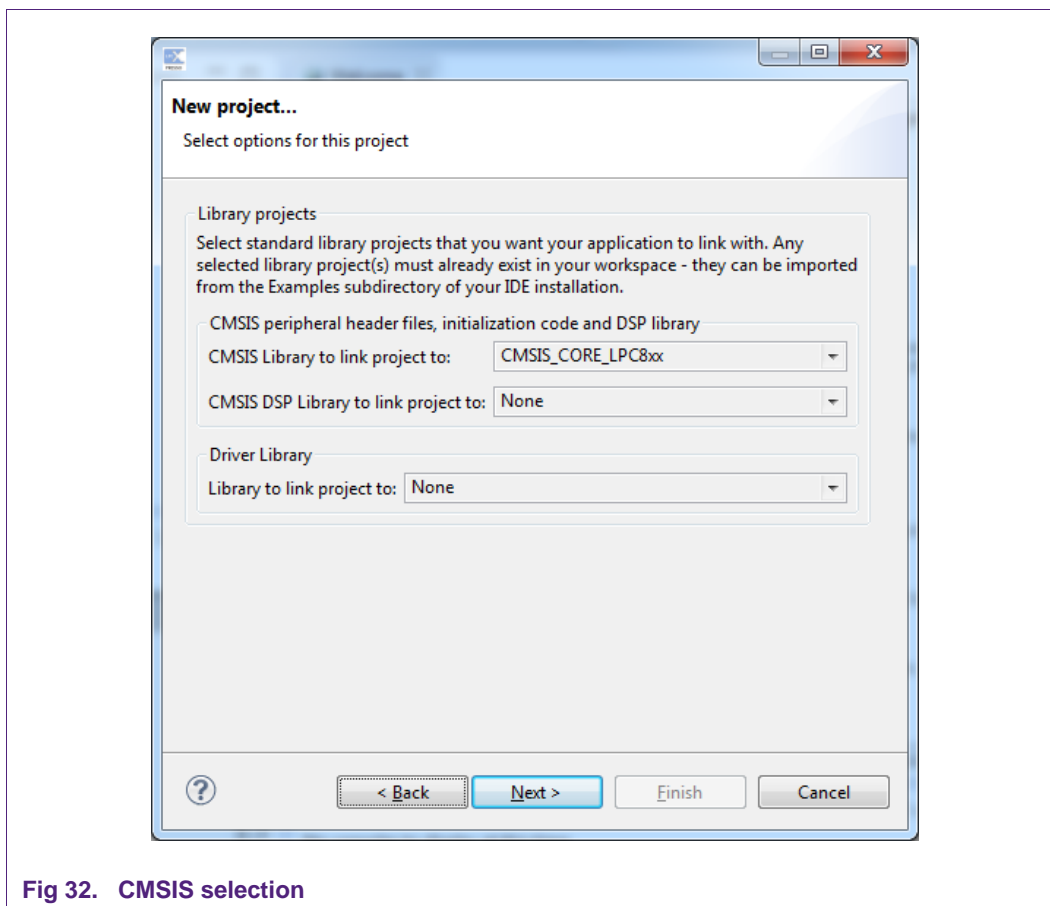 New project...
Select options for this project
Library projects
Select standard library projects that you want your application to link with. Any
selected library project(s) must already exist in your workspace - they can be imported
from the Examples subdirectory of your IDE installation.
CMSIS peripheral header files, initialization code and DSP library
CMSIS Library to link project to: CMSIS_CORE_LPC8xx
CMSIS DSP Library to link project to: None
Driver Library
Library to link project to: None
? < Back Next > Finish Cancel
Fig 32. CMSIS selection